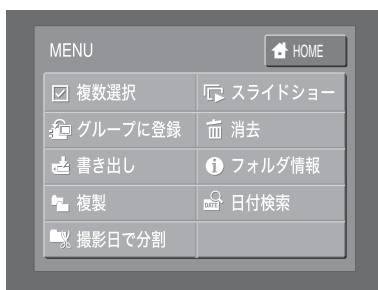 MENU
HOME
複数選択
スライドショー
グループに登録
消去
書き出し
フォルダ情報
複製
DATE
日付検索
撮影日で分割